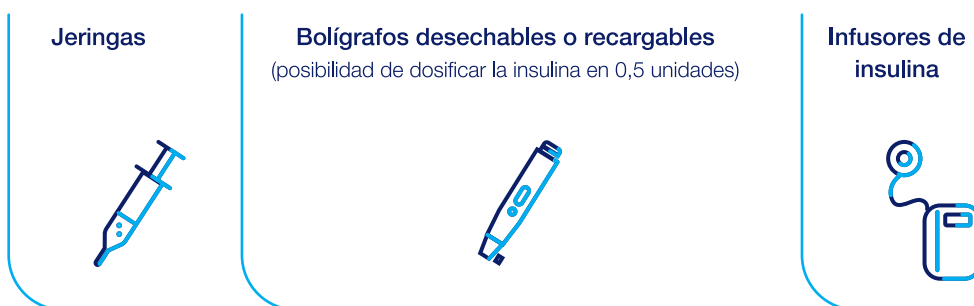 Jeringas
Bolígrafos desechables o recargables
(posibilidad de dosificar la insulina en 0,5 unidades)
Infusores de
insulina